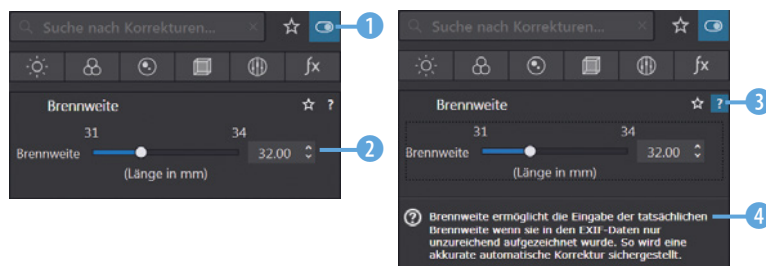 Suche nach Korrekturen...
1
fx
Brennweite
?
31
34
Brennweite
32.00
2
(Länge in mm)
Suche nach Korrekturen...
fx
Brennweite
?
3
31
34
Brennweite
32.00
(Länge in mm)
?
Brennweite ermöglicht die Eingabe der tatsächlichen
4
Brennweite wenn sie in den EXIF-Daten nur
unzureichend aufgezeichnet wurde. So wird eine
akkurate automatische Korrektur sichergestellt.